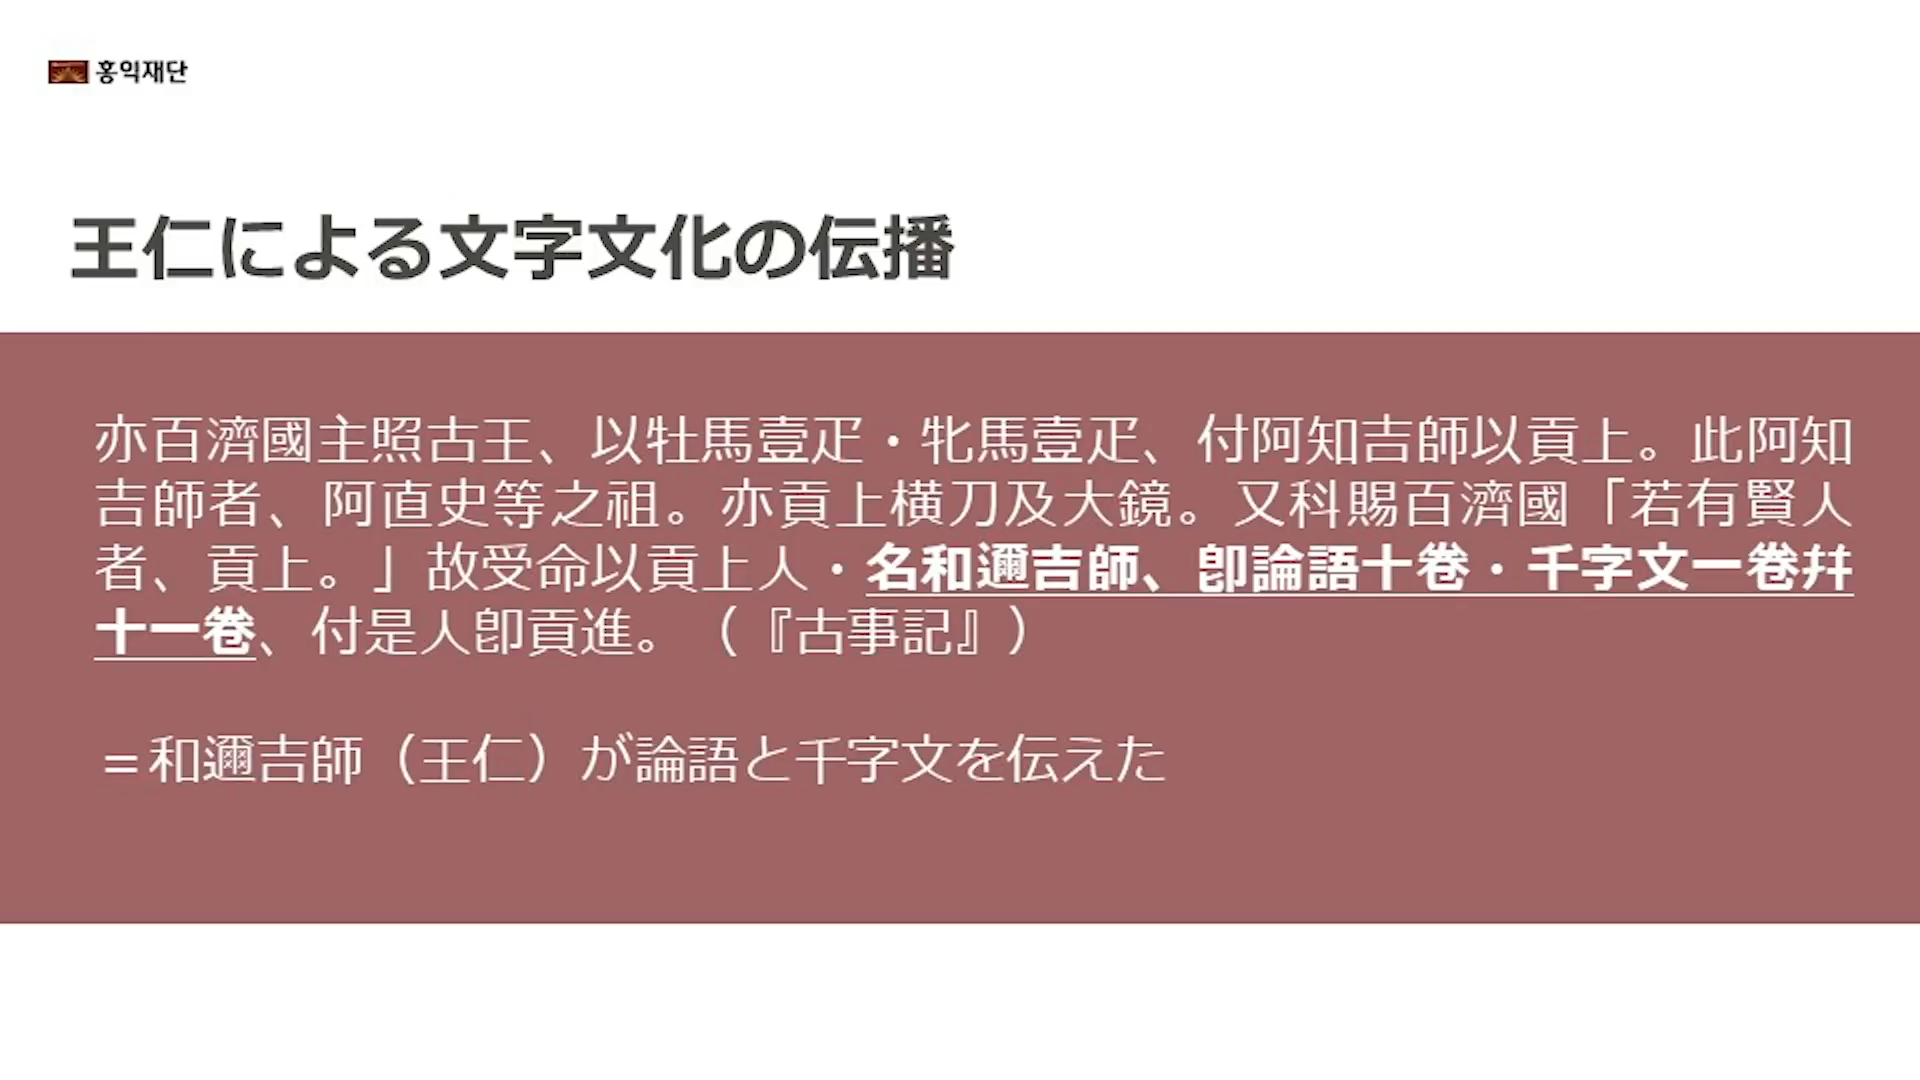 홍익재단
王仁による文字文化の伝播
亦百濟國主照古王、以牡馬壹疋・牝馬壹疋、付阿知吉師以貢上。此阿知
吉師者、阿直史等之祖。亦貢上横刀及大鏡。又科賜百濟國「若有賢人
者、貢上。」故受命以貢上人・名和邇吉師、卽論語十卷・千字文一卷幷
十一卷、付是人卽貢進。（『古事記』）
＝和邇吉師（王仁）が論語と千字文を伝えた